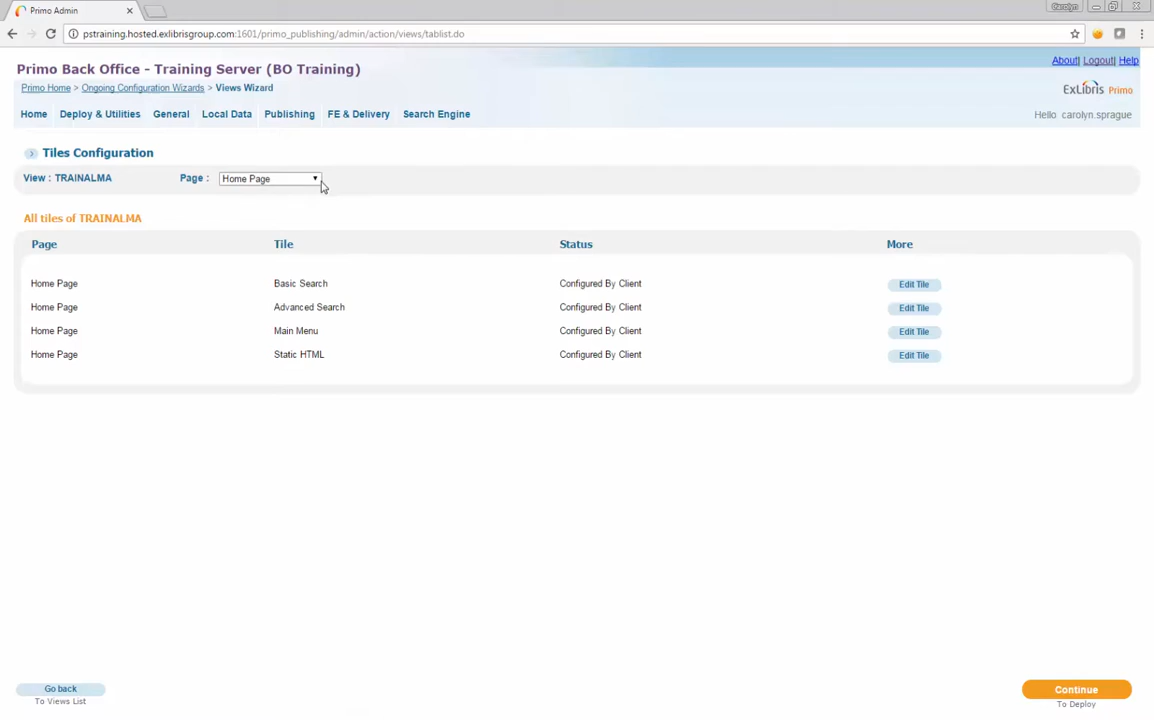 Primo Admin
Carolyn
pstraining.hosted.exlibrisgroup.com:1601/primo_publishing/admin/action/views/tablist.do
About| Logout| Help
Primo Back Office - Training Server (BO Training)
Primo Home > Ongoing Configuration Wizards > Views Wizard
ExLibris Primo
Home Deploy & Utilities General Local Data Publishing FE & Delivery Search Engine
Hello carolyn.sprague
Tiles Configuration
View : TRAINALMA Page : Home Page
All tiles of TRAINALMA
Page Tile Status More
Home Page Basic Search Configured By Client Edit Tile
Home Page Advanced Search Configured By Client Edit Tile
Home Page Main Menu Configured By Client Edit Tile
Home Page Static HTML Configured By Client Edit Tile
Go back Continue
To Views List To Deploy